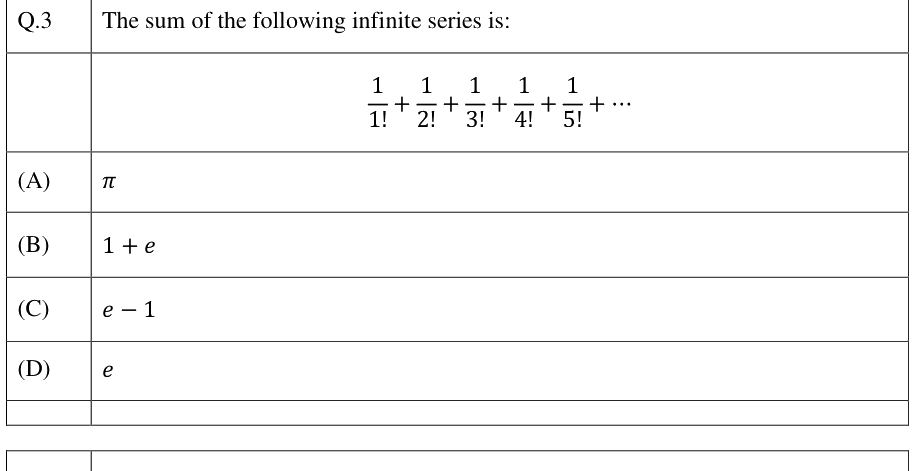 Q.3 The sum of the following infinite series is:
1/1! + 1/2! + 1/3! + 1/4! + 1/5! + ⋯
(A) π
(B) 1 + e
(C) e − 1
(D) e